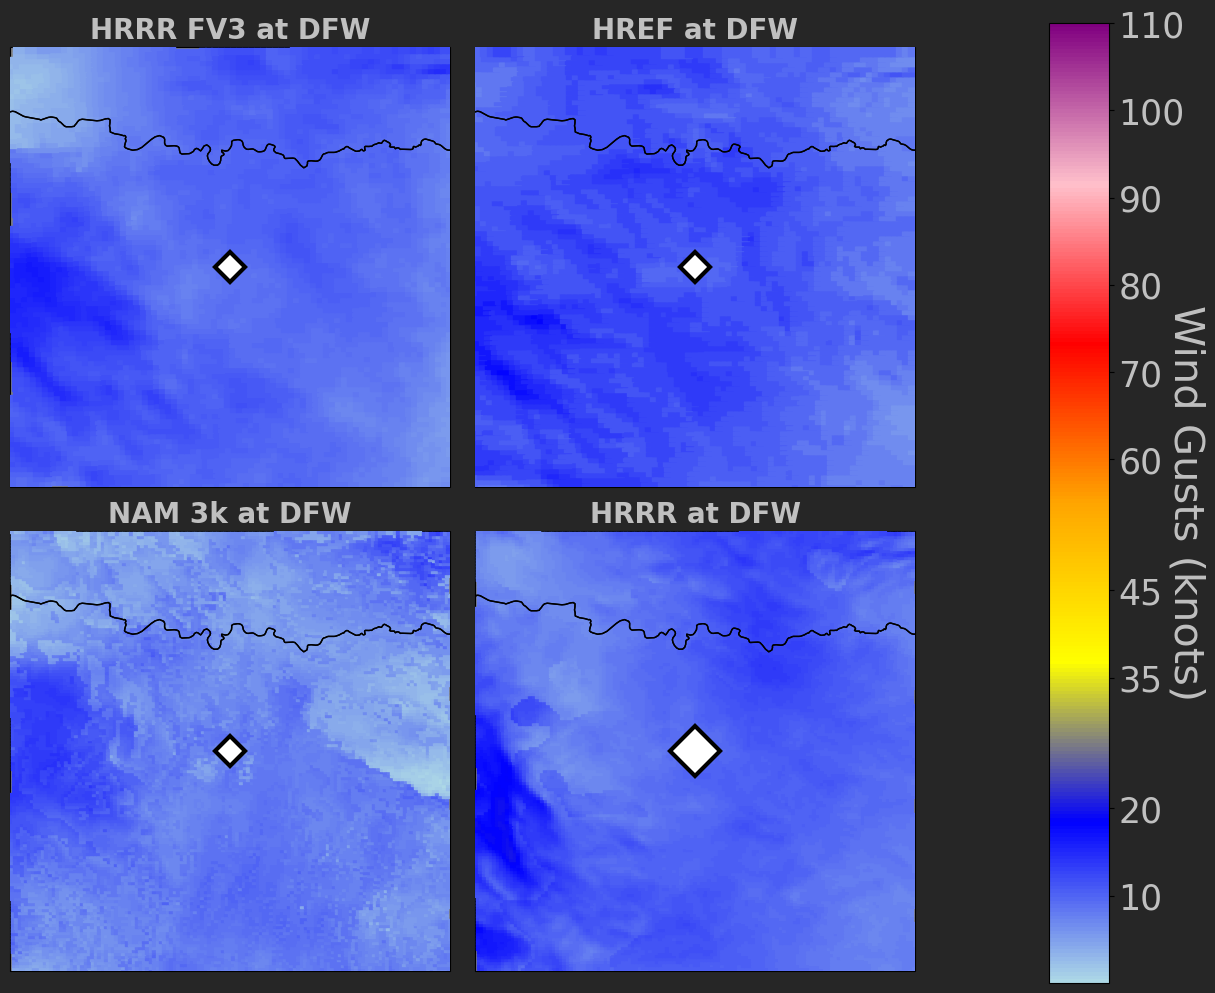 HRRR FV3 at DFW
HREF at DFW
NAM 3k at DFW
HRRR at DFW
110
100
90
80
70
60
45
35
20
10
Wind Gusts (knots)